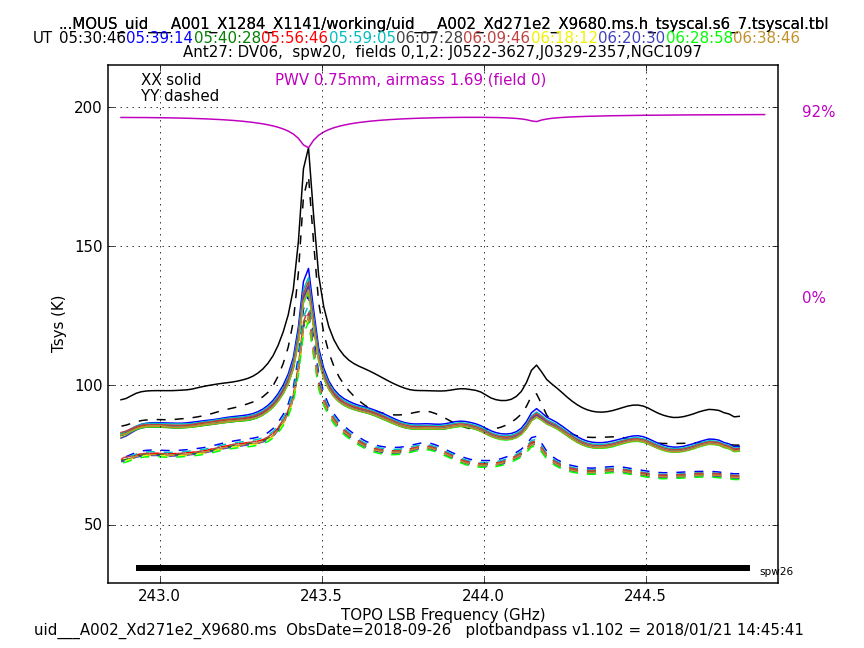 ...MOUS_uid___A001_X1284_X1141/working/uid___A002_Xd271e2_X9680.ms.h_tsyscal.s6_7.tsyscal.tbl
UT 05:30:46 05:39:14 05:40:28 05:56:46 05:59:05 06:07:28 06:09:46 06:18:12 06:20:30 06:28:58 06:38:46
Ant27: DV06, spw20, fields 0,1,2: J0522-3627,J0329-2357,NGC1097
XX solid
PWV 0.75mm, airmass 1.69 (field 0)
YY dashed
200
92%
150
0%
Tsys (K)
100
50
spw26
243.0 243.5 244.0 244.5
TOPO LSB Frequency (GHz)
uid___A002_Xd271e2_X9680.ms ObsDate=2018-09-26 plotbandpass v1.102 = 2018/01/21 14:45:41